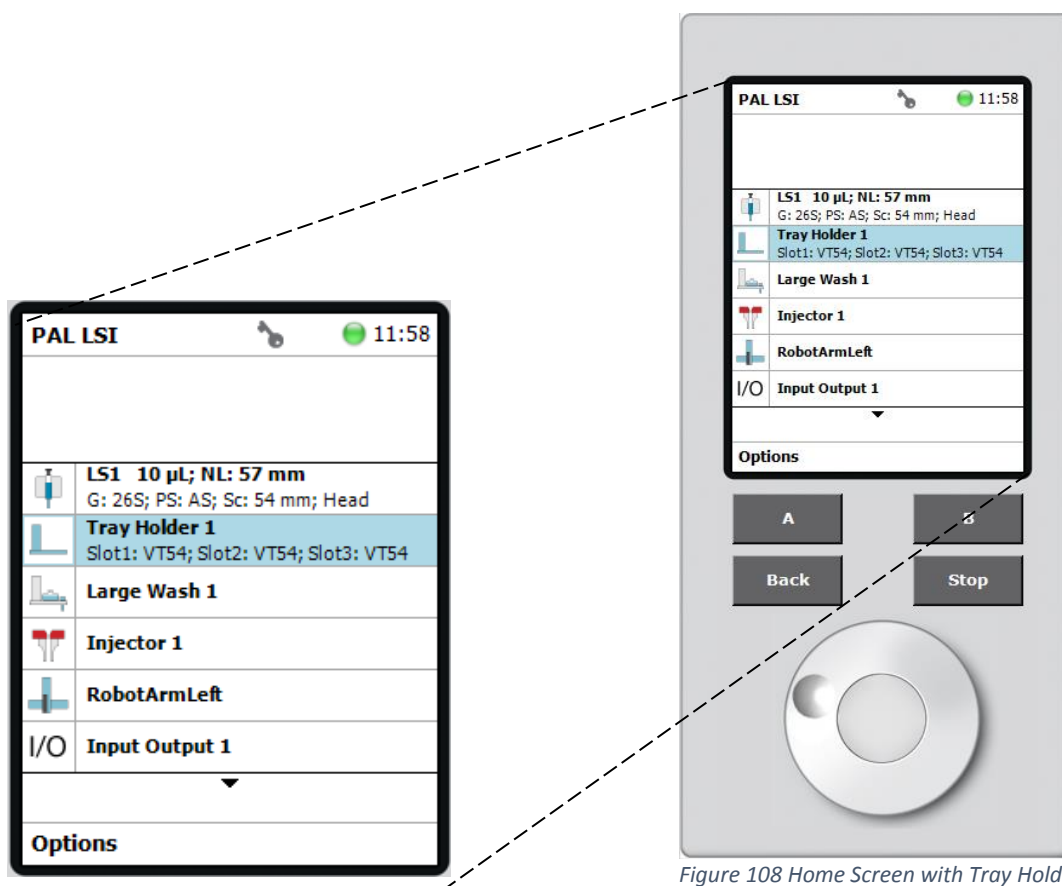 PAL LSI 11:58
LS1 10 µL; NL: 57 mm
G: 26S; PS: AS; Sc: 54 mm; Head
Tray Holder 1
Slot1: VT54; Slot2: VT54; Slot3: VT54
Large Wash 1
Injector 1
RobotArmLeft
I/O Input Output 1
Options
PAL LSI 11:58
LS1 10 µL; NL: 57 mm
G: 26S; PS: AS; Sc: 54 mm; Head
Tray Holder 1
Slot1: VT54; Slot2: VT54; Slot3: VT54
Large Wash 1
Injector 1
RobotArmLeft
I/O Input Output 1
Options
A B
Back Stop
Figure 108 Home Screen with Tray Hold